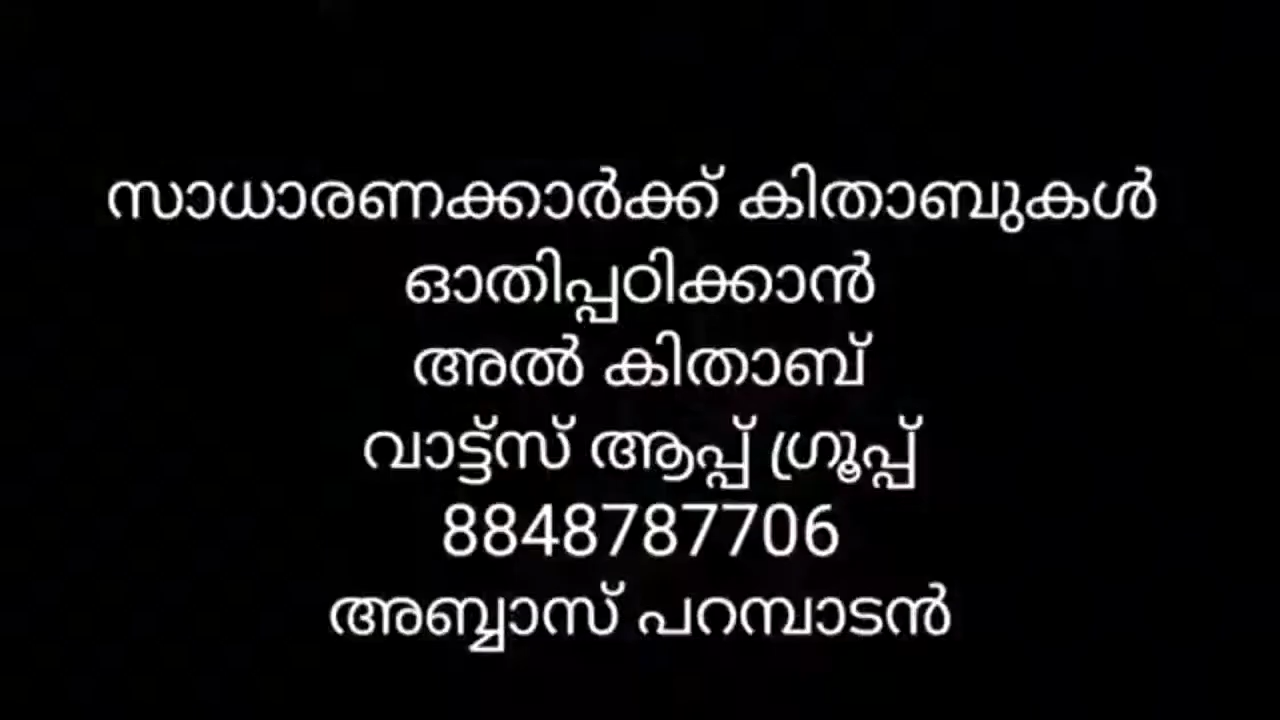 സാധാരണക്കാർക്ക് കിതാബുകൾ
ഓതിപ്പഠിക്കാൻ
അൽ കിതാബ്
വാട്ട്സ് ആപ്പ് ഗ്രൂപ്പ്
8848787706
അബ്ബാസ് പറമ്പാടൻ